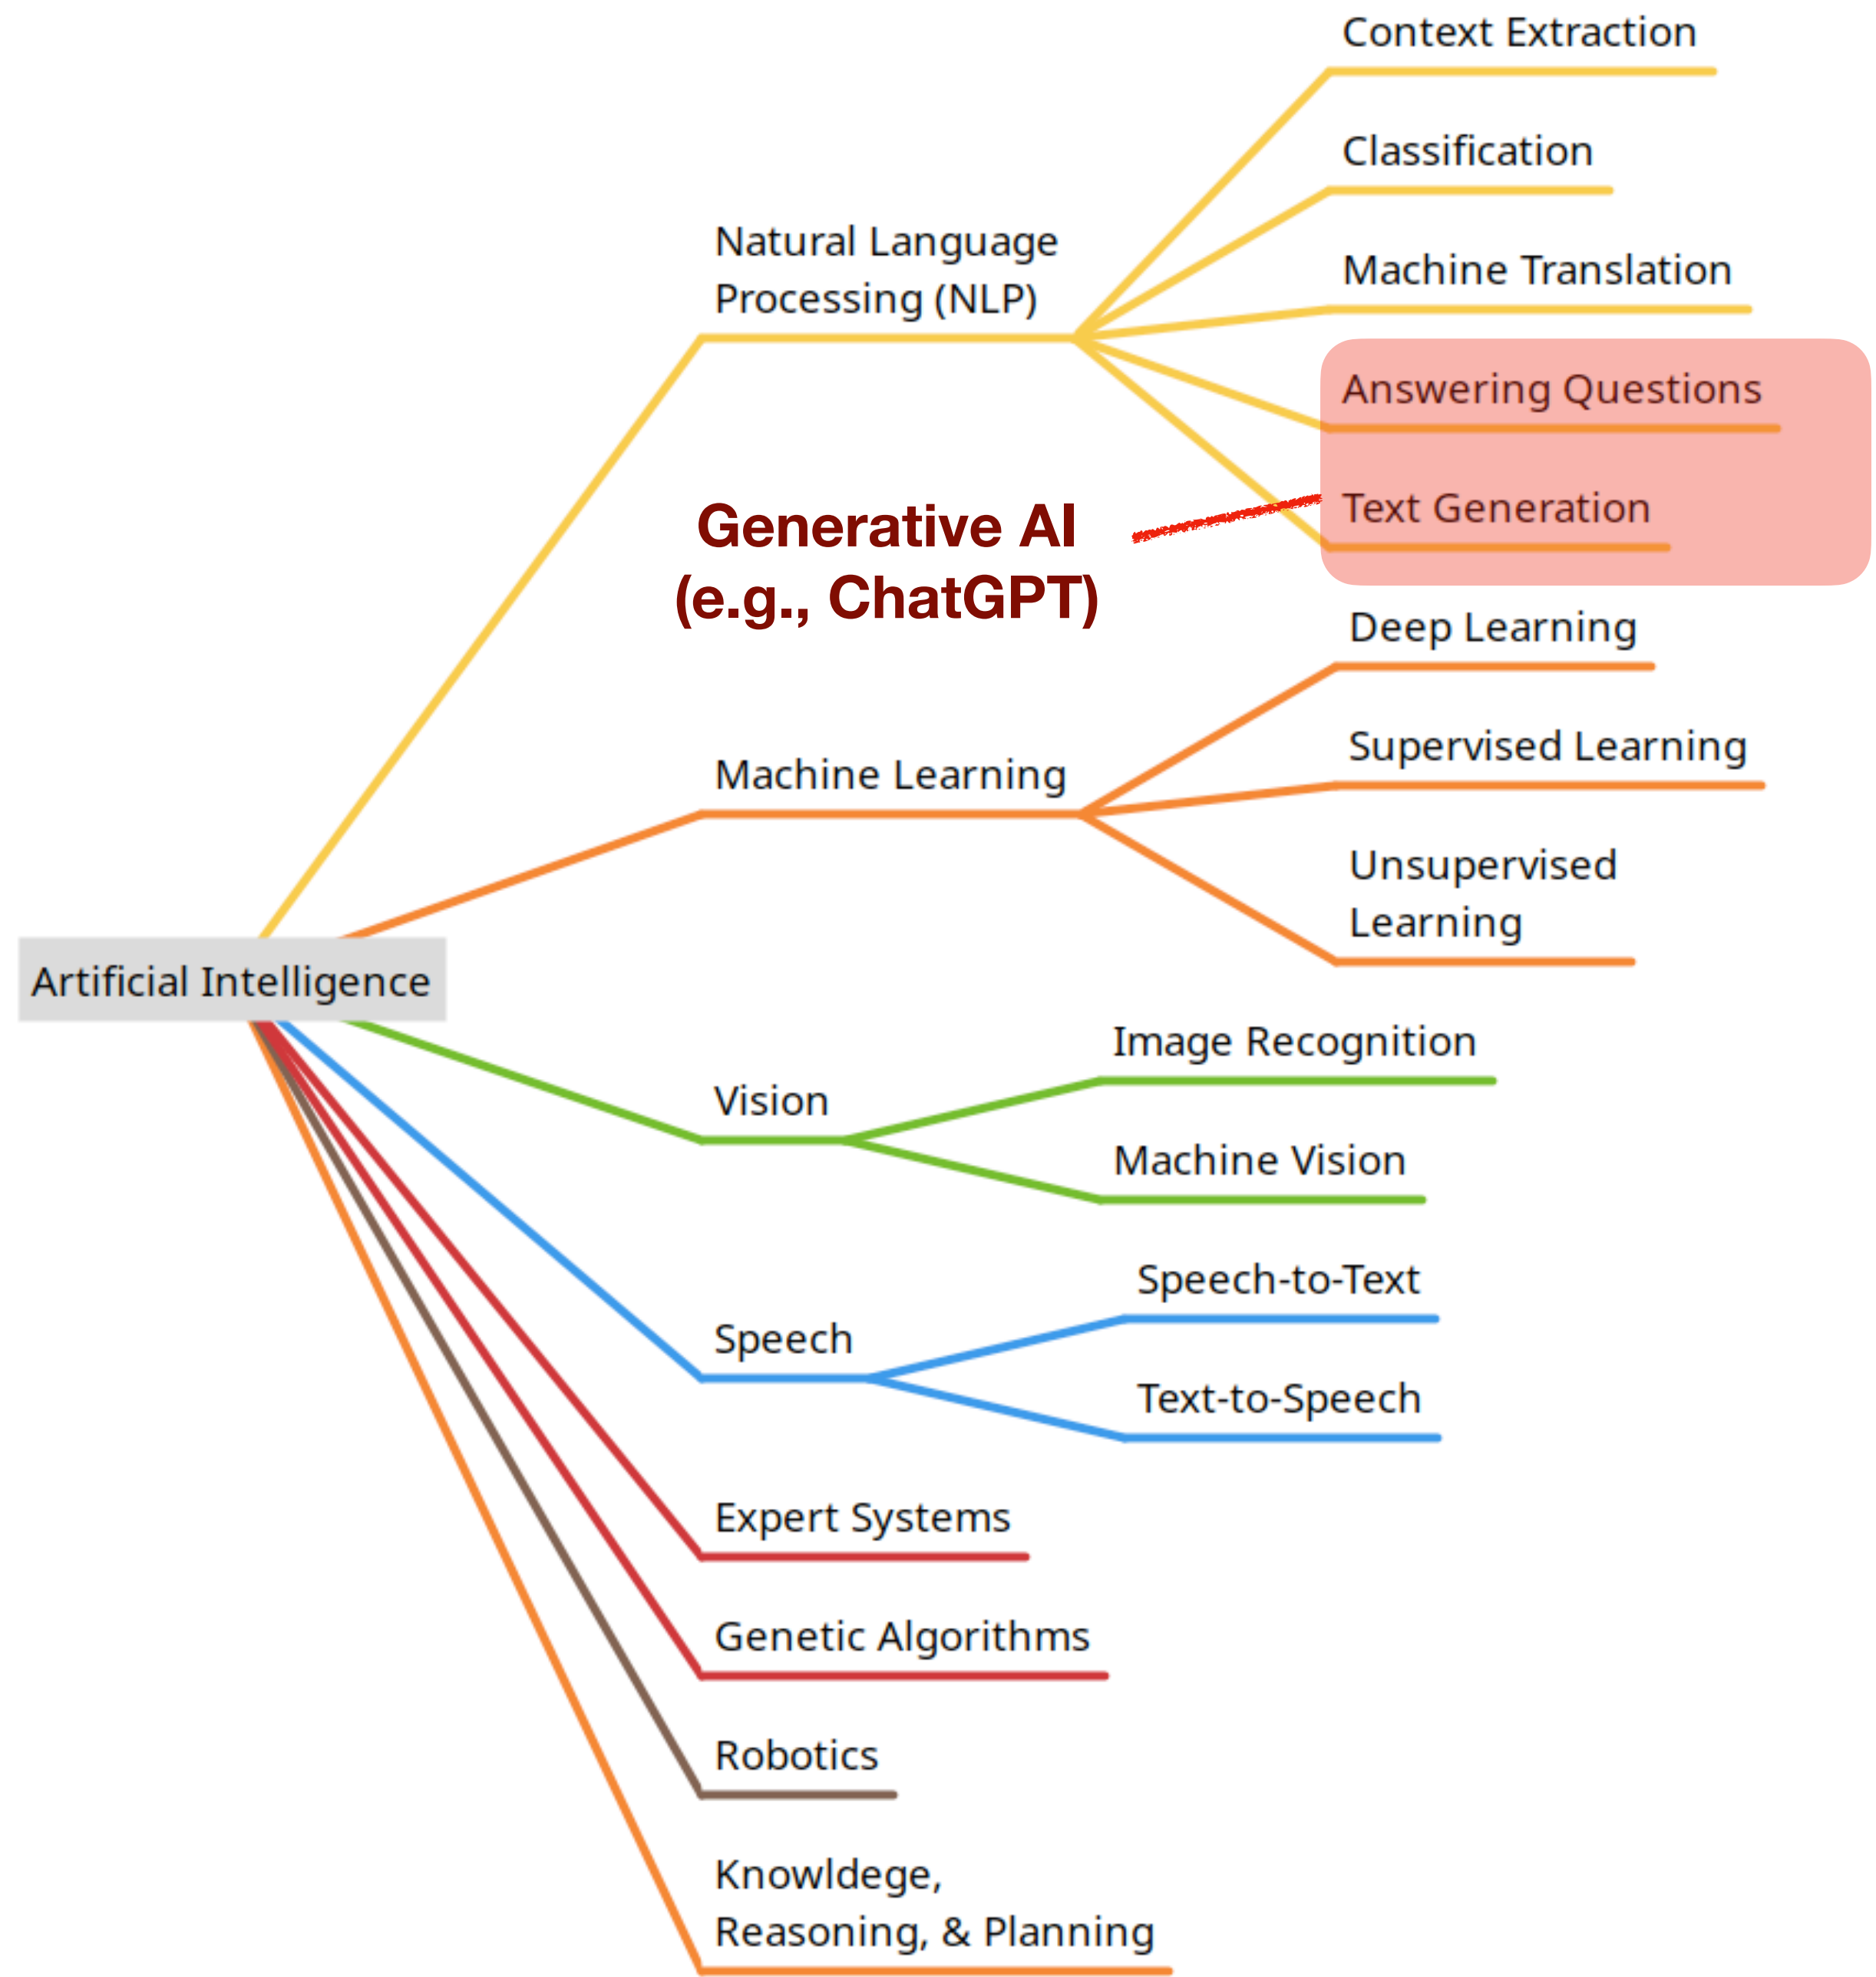 Context Extraction
Classification
Natural Language
Processing (NLP)
Machine Translation
Answering Questions
Text Generation
Generative AI
(e.g., ChatGPT)
Deep Learning
Supervised Learning
Machine Learning
Unsupervised
Learning
Artificial Intelligence
Image Recognition
Vision
Machine Vision
Speech-to-Text
Speech
Text-to-Speech
Expert Systems
Genetic Algorithms
Robotics
Knowldege,
Reasoning, & Planning